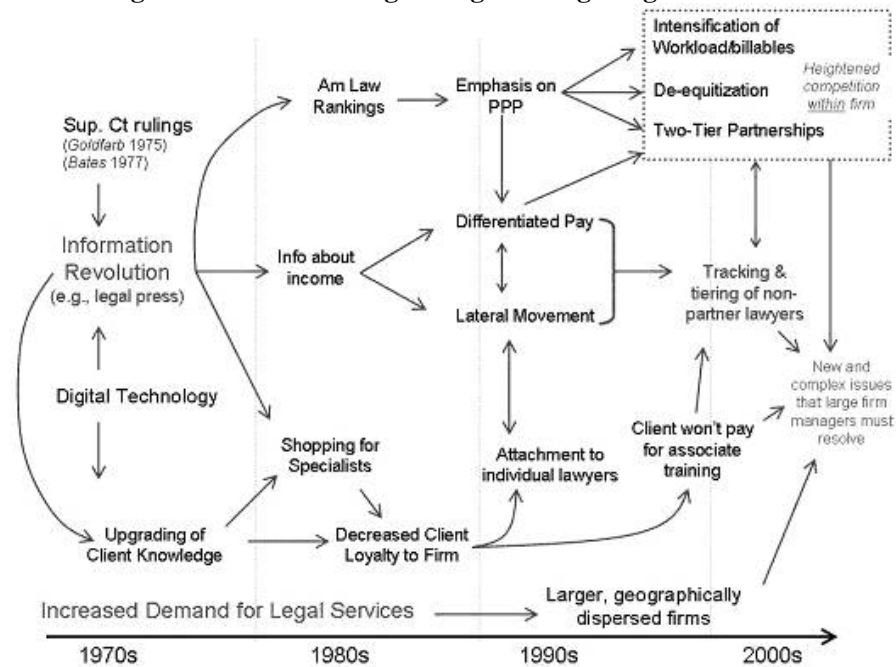 Intensification of
Workload/billables
De-equitization
Two-Tier Partnerships
Heightened
competition
within firm
Am Law
Rankings
Emphasis on
PPP
Sup. Ct rulings
(Goldfarb 1975)
(Bates 1977)
Information
Revolution
(e.g., legal press)
Info about
income
Differentiated Pay
Lateral Movement
Tracking &
tiering of non-
partner lawyers
Digital Technology
New and
complex issues
that large firm
managers must
resolve
Shopping for
Specialists
Attachment to
individual lawyers
Client won't pay
for associate
training
Upgrading of
Client Knowledge
Decreased Client
Loyalty to Firm
Increased Demand for Legal Services
Larger, geographically
dispersed firms
1970s
1980s
1990s
2000s